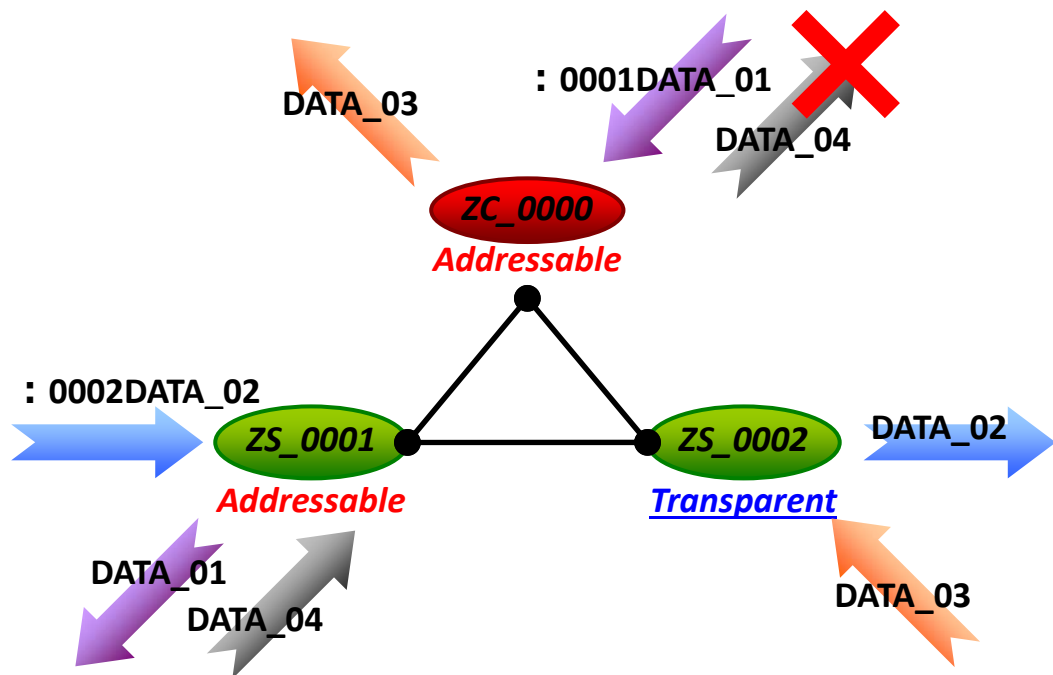 DATA_03
: 0001DATA_01
DATA_04
ZC_0000
Addressable
: 0002DATA_02
ZS_0001
ZS_0002
DATA_02
Addressable
Transparent
DATA_01
DATA_04
DATA_03